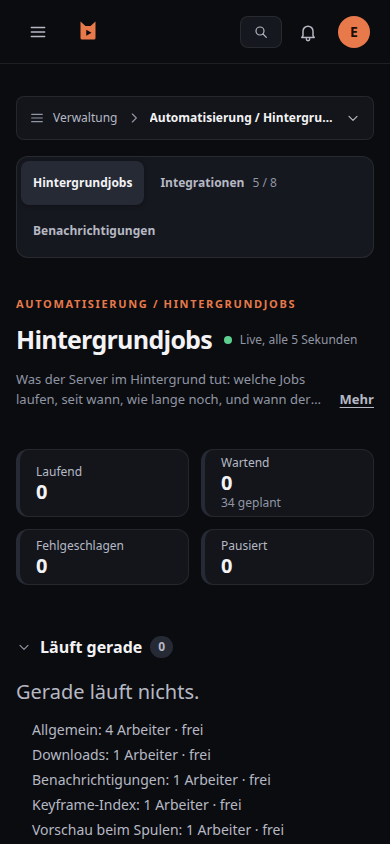 E
Verwaltung > Automatisierung / Hintergru...
Hintergrundjobs Integrationen 5 / 8
Benachrichtigungen
AUTOMATISIERUNG / HINTERGRUNDJOBS
Hintergrundjobs Live, alle 5 Sekunden
Was der Server im Hintergrund tut: welche Jobs
laufen, seit wann, wie lange noch, und wann der... Mehr
Laufend
0
Wartend
0
34 geplant
Fehlgeschlagen
0
Pausiert
0
Läuft gerade 0
Gerade läuft nichts.
Allgemein: 4 Arbeiter · frei
Downloads: 1 Arbeiter · frei
Benachrichtigungen: 1 Arbeiter · frei
Keyframe-Index: 1 Arbeiter · frei
Vorschau beim Spulen: 1 Arbeiter · frei